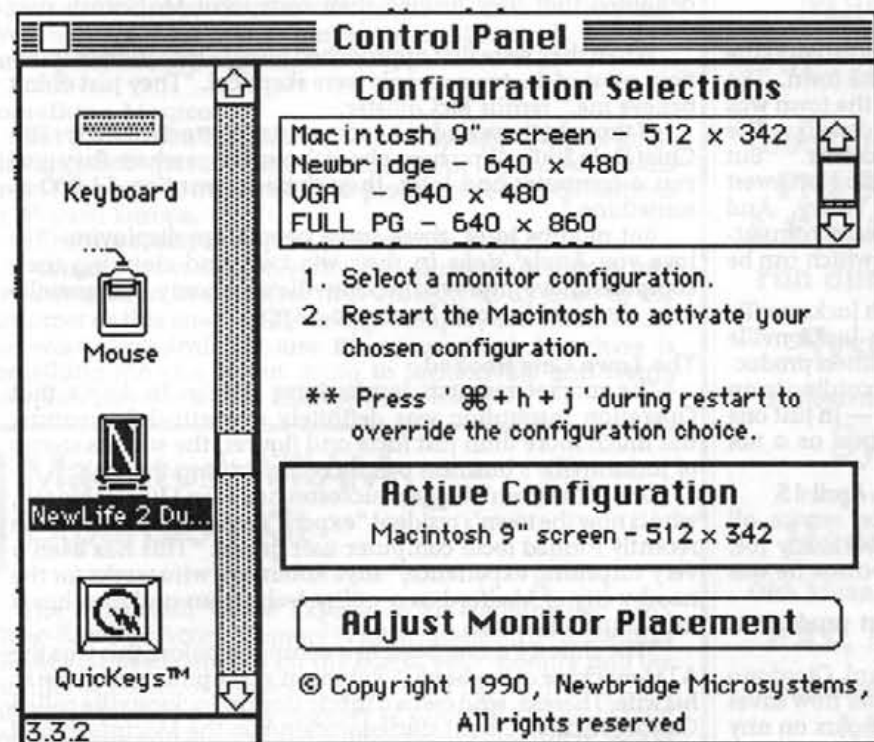 Control Panel
Keyboard
Mouse
NewLife 2 Du...
QuicKeys™
3.3.2
Configuration Selections
Macintosh 9" screen - 512 x 342
Newbridge - 640 x 480
VGA - 640 x 480
FULL PG - 640 x 860
1. Select a monitor configuration.
2. Restart the Macintosh to activate your
chosen configuration.
** Press '⌘ + h + j' during restart to
override the configuration choice.
Active Configuration
Macintosh 9" screen - 512 x 342
Adjust Monitor Placement
© Copyright 1990, Newbridge Microsystems,
All rights reserved